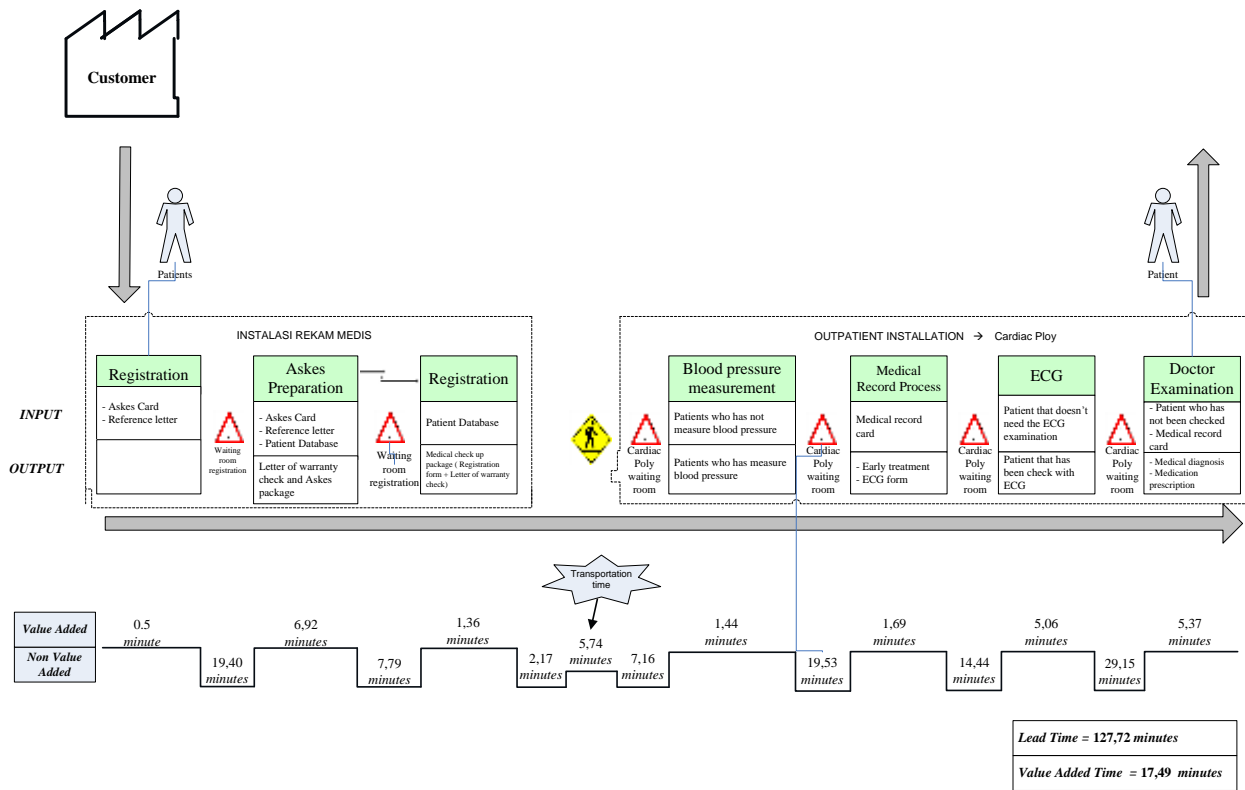 Customer
Patients
Patient
INSTALASI REKAM MEDIS
OUTPATIENT INSTALLATION → Cardiac Ploy
INPUT
OUTPUT
Registration
- Askes Card
- Reference letter
Waiting
room
registration
Askes
Preparation
- Askes Card
- Reference letter
- Patient Database
Letter of warranty
check and Askes
package
Waiting
room
registration
Registration
Patient Database
Medical check up
package ( Registration
form + Letter of warranty
check)
Cardiac
Poly
waiting
room
Blood pressure
measurement
Patients who has not
measure blood pressure
Patients who has measure
blood pressure
Cardiac
Poly
waiting
room
Medical
Record Process
Medical record
card
- Early treatment
- ECG form
Cardiac
Poly
waiting
room
ECG
Patient that doesn't
need the ECG
examination
Patient that has
been check with
ECG
Cardiac
Poly
waiting
room
Doctor
Examination
- Patient who has
not been checked
- Medical record
card
- Medical diagnosis
- Medication
prescription
Transportation
time
Value Added
Non Value
Added
0.5
minute
19,40
minutes
6,92
minutes
7,79
minutes
1,36
minutes
2,17
minutes
5,74
minutes
7,16
minutes
1,44
minutes
19,53
minutes
1,69
minutes
14,44
minutes
5,06
minutes
29,15
minutes
5,37
minutes
Lead Time = 127,72 minutes
Value Added Time = 17,49 minutes